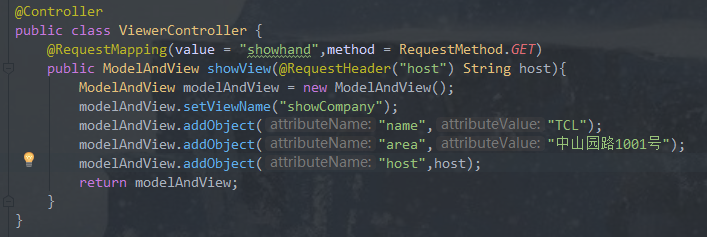 @Controller
public class ViewerController {
@RequestMapping(value = "showhand",method = RequestMethod.GET)
public ModelAndView showView(@RequestHeader("host") String host){
ModelAndView modelAndView = new ModelAndView();
modelAndView.setViewName("showCompany");
modelAndView.addObject( attributeName: "name", attributeValue: "TCL");
modelAndView.addObject( attributeName: "area", attributeValue: "中山园路1001号");
modelAndView.addObject( attributeName: "host",host);
return modelAndView;
}
}